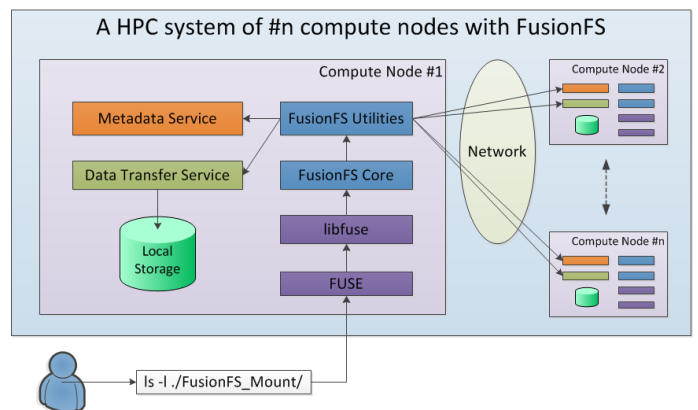 A HPC system of #n compute nodes with FusionFS
Compute Node #1
Metadata Service
FusionFS Utilities
Data Transfer Service
FusionFS Core
libfuse
Local
Storage
FUSE
Network
Compute Node #2
Compute Node #n
ls -l ./FusionFS_Mount/